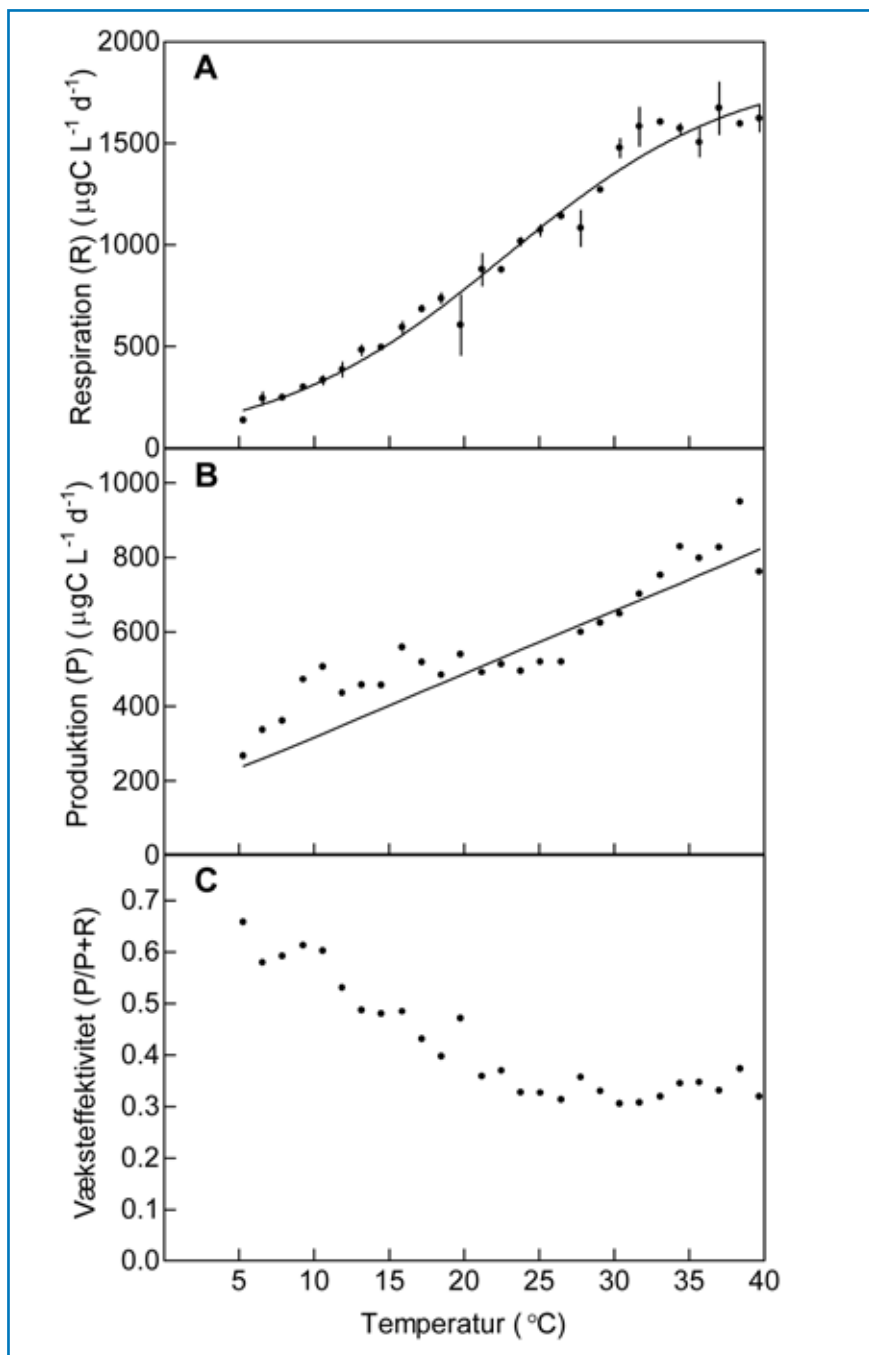 A
Respiration (R) (μgC L⁻¹ d⁻¹)
2000
1500
1000
500
0
B
Produktion (P) (μgC L⁻¹ d⁻¹)
1000
800
600
400
200
0
C
Væksteffektivitet (P/P+R)
0.7
0.6
0.5
0.4
0.3
0.2
0.1
0.0
5 10 15 20 25 30 35 40
Temperatur ( °C)